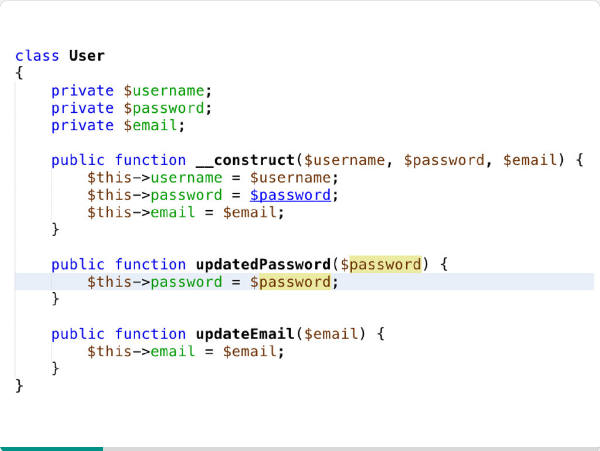 class User
{
    private $username;
    private $password;
    private $email;

    public function __construct($username, $password, $email) {
        $this->username = $username;
        $this->password = $password;
        $this->email = $email;
    }

    public function updatedPassword($password) {
        $this->password = $password;
    }

    public function updateEmail($email) {
        $this->email = $email;
    }
}